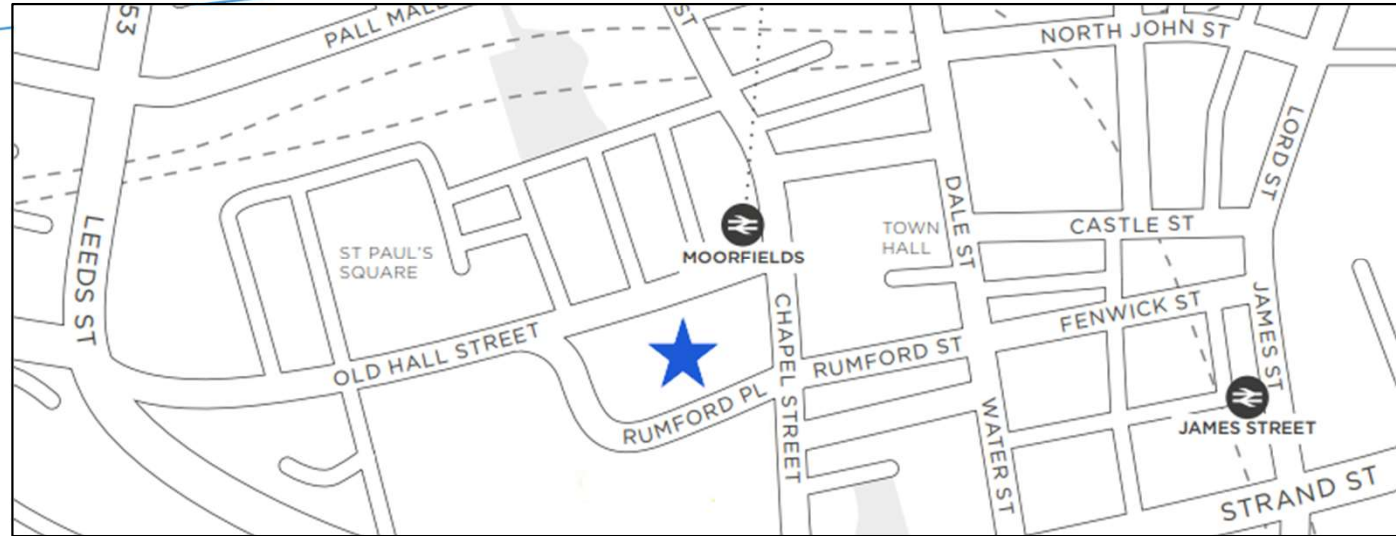 53
PALL MALL
ST
NORTH JOHN ST
LORD ST
LEEDS ST
ST PAUL'S
SQUARE
MOORFIELDS
TOWN
HALL
DALE ST
CASTLE ST
OLD HALL STREET
CHAPEL STREET
RUMFORD ST
FENWICK ST
JAMES ST
RUMFORD PL
WATER ST
JAMES STREET
STRAND ST